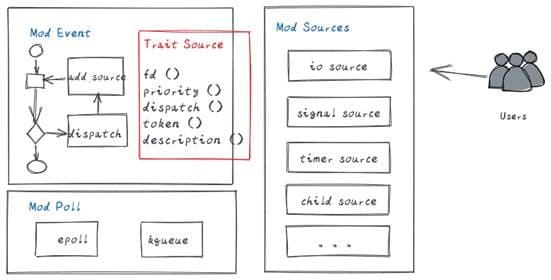 Mod Event
Trait Source
add source
fd ()
priority ()
dispatch ()
token ()
description ()
dispatch
Mod Poll
epoll
kqueue
Mod Sources
io source
signal source
timer source
child source
. . .
Users